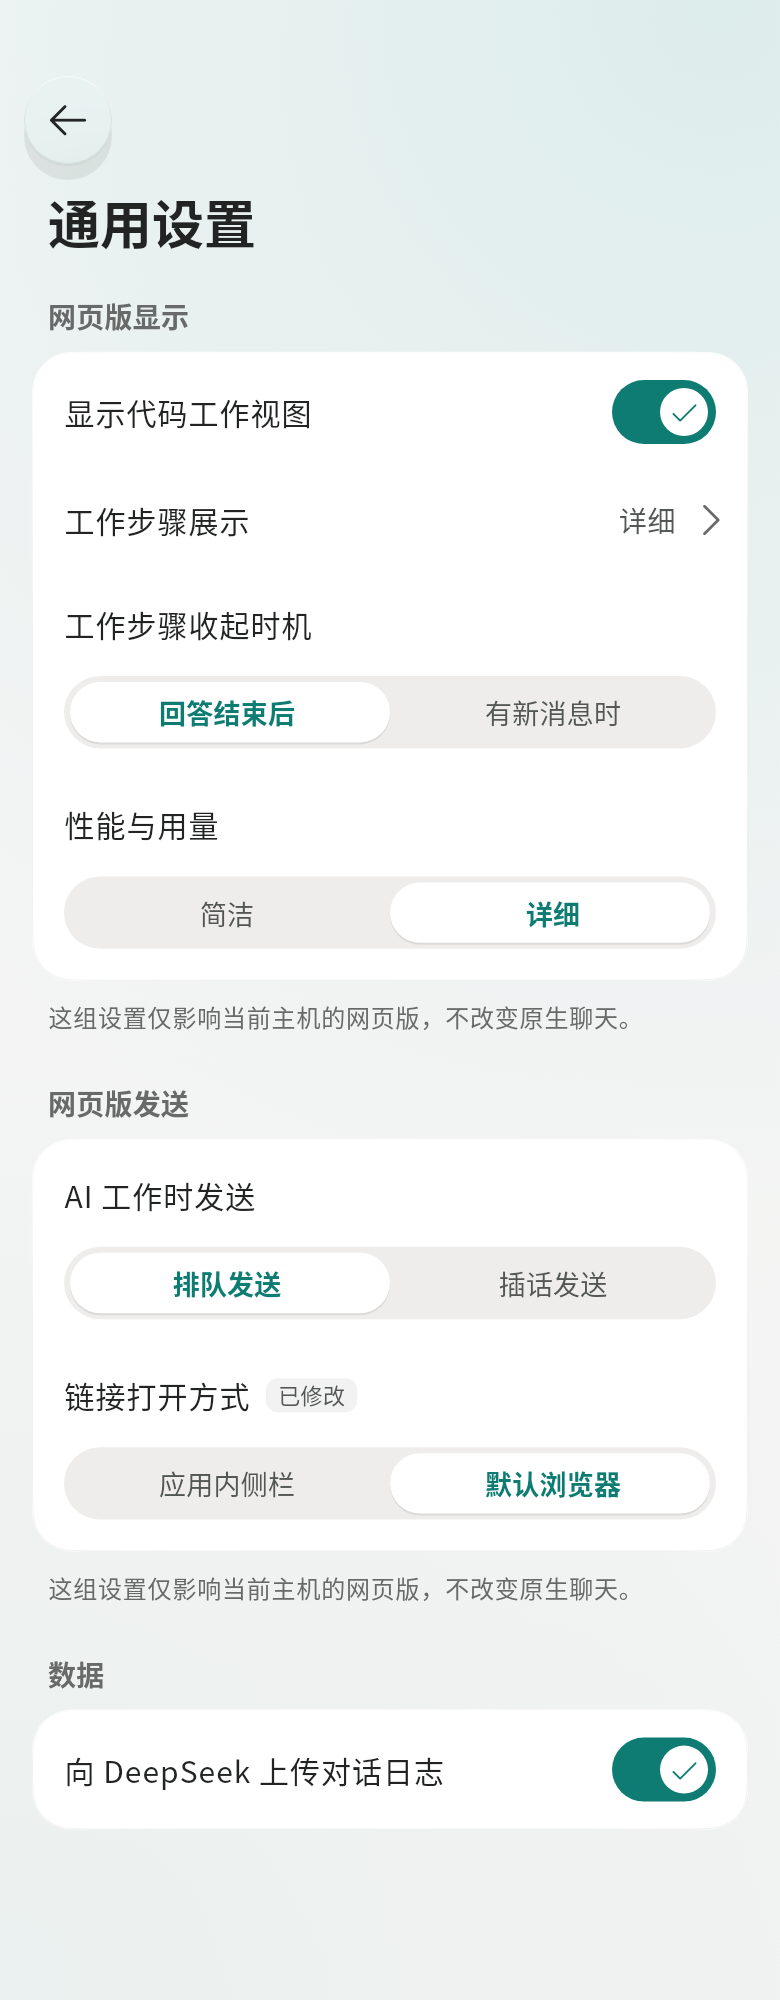 通用设置
网页版显示
显示代码工作视图
工作步骤展示 详细
工作步骤收起时机
回答结束后 有新消息时
性能与用量
简洁 详细
这组设置仅影响当前主机的网页版，不改变原生聊天。
网页版发送
AI 工作时发送
排队发送 插话发送
链接打开方式 已修改
应用内侧栏 默认浏览器
这组设置仅影响当前主机的网页版，不改变原生聊天。
数据
向 DeepSeek 上传对话日志